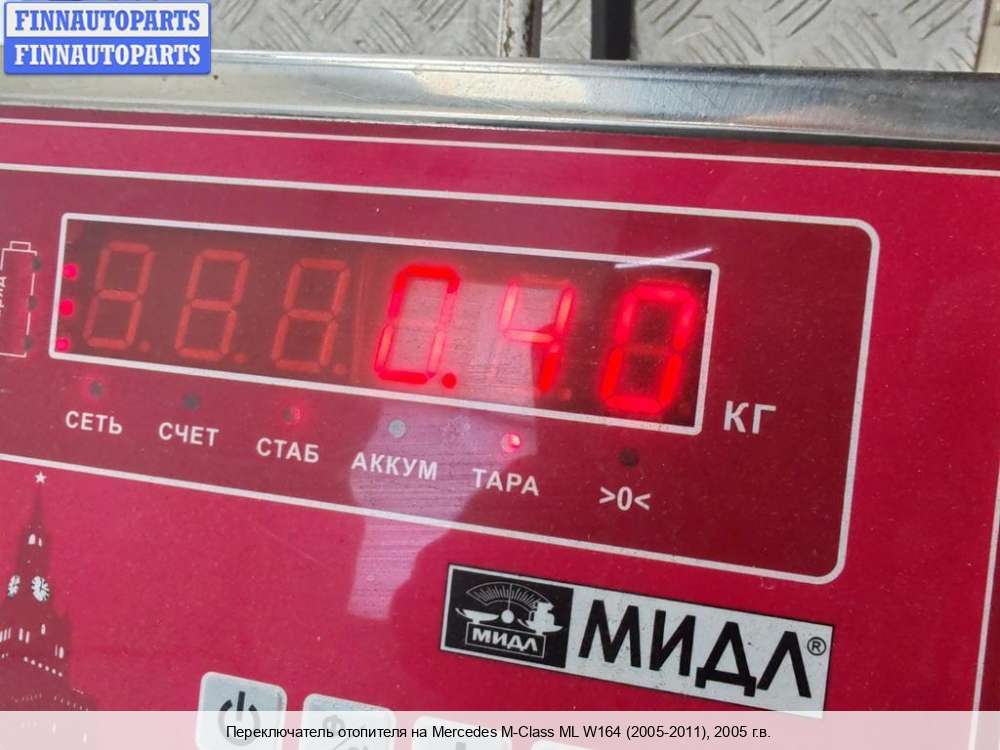 FINNAUTOPARTS
FINNAUTOPARTS
0.40
КГ
СЕТЬ СЧЕТ СТАБ АККУМ ТАРА >0<
МИДЛ МИДЛ®
Переключатель отопителя на Mercedes M-Class ML W164 (2005-2011), 2005 г.в.